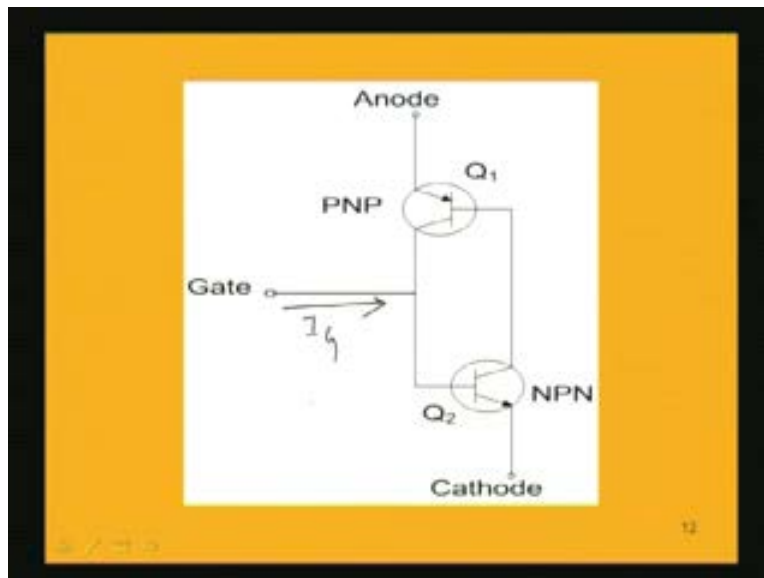 Anode
Q₁
PNP
Gate
Ig
NPN
Q₂
Cathode
12